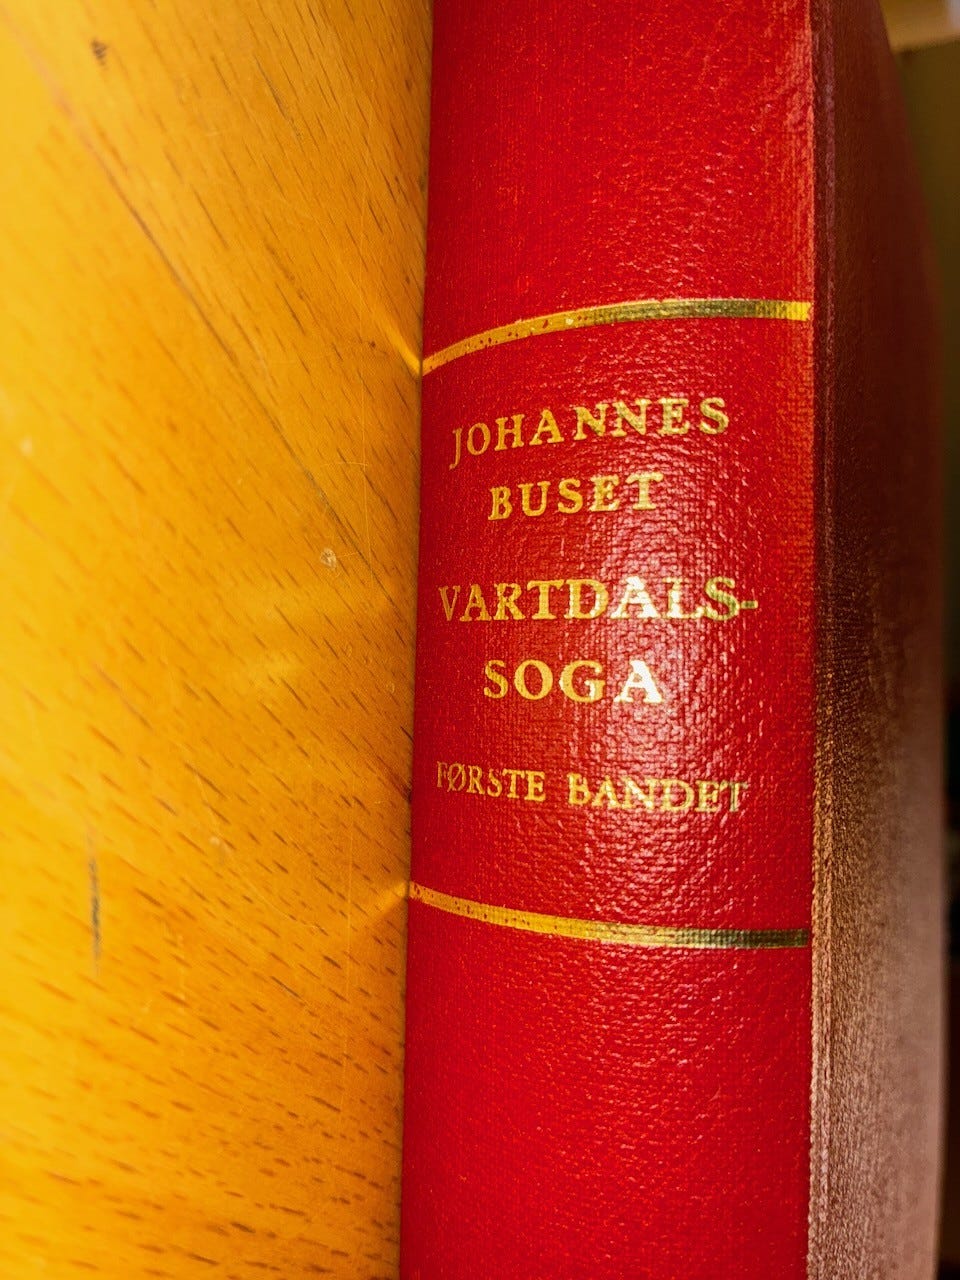 JOHANNES
BUSET
VARTDALS-
SOGA
FØRSTE BANDET